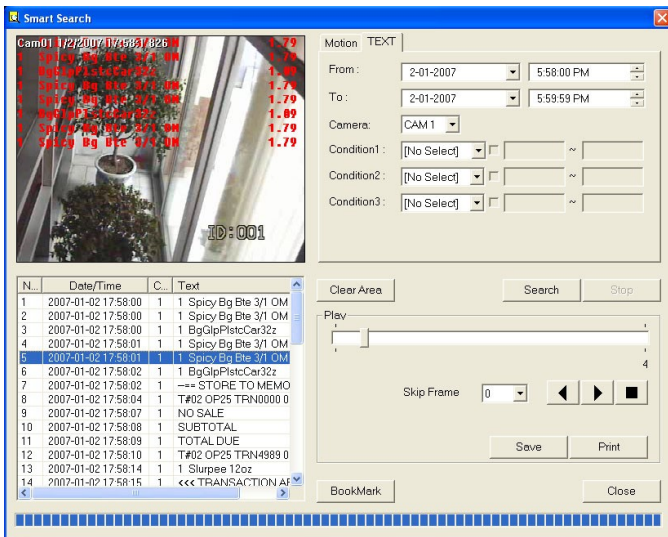 Smart Search
Cam01 1/2/2007 17:58:1/826
1.79
1 Spicy Bg Bte 3/1 OM 1.79
1 BgGlpPlstcCar32z 1.09
1 Spicy Bg Bte 3/1 OM 1.79
1 Spicy Bg Bte 3/1 OM 1.79
1 BgGlpPlstcCar32z 1.09
1 Spicy Bg Bte 3/1 OM 1.79
1 Spicy Bg Bte 3/1 OM 1.79
ID:001
Motion TEXT
From : 2-01-2007 5:58:00 PM
To : 2-01-2007 5:59:59 PM
Camera: CAM 1
Condition1 : [No Select] ~
Condition2 : [No Select] ~
Condition3 : [No Select] ~
Clear Area Search Stop
N... Date/Time C... Text
1 2007-01-02 17:58:00 1 1 Spicy Bg Bte 3/1 OM
2 2007-01-02 17:58:00 1 1 Spicy Bg Bte 3/1 OM
3 2007-01-02 17:58:00 1 1 BgGlpPlstcCar32z
4 2007-01-02 17:58:01 1 1 Spicy Bg Bte 3/1 OM
5 2007-01-02 17:58:01 1 1 Spicy Bg Bte 3/1 OM
6 2007-01-02 17:58:02 1 1 BgGlpPlstcCar32z
7 2007-01-02 17:58:02 1 --== STORE TO MEMO
8 2007-01-02 17:58:04 1 T#02 OP25 TRN0000 0
9 2007-01-02 17:58:07 1 NO SALE
10 2007-01-02 17:58:08 1 SUBTOTAL
11 2007-01-02 17:58:09 1 TOTAL DUE
12 2007-01-02 17:58:10 1 T#02 OP25 TRN4989 0
13 2007-01-02 17:58:14 1 1 Slurpee 12oz
14 2007-01-02 17:58:15 1 <<< TRANSACTION AF
Play
4
Skip Frame 0
Save Print
BookMark Close